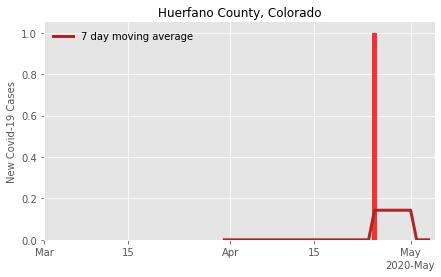 Huerfano County, Colorado
7 day moving average
New Covid-19 Cases
1.0
0.8
0.6
0.4
0.2
0.0
Mar 15 Apr 15 May
2020-May